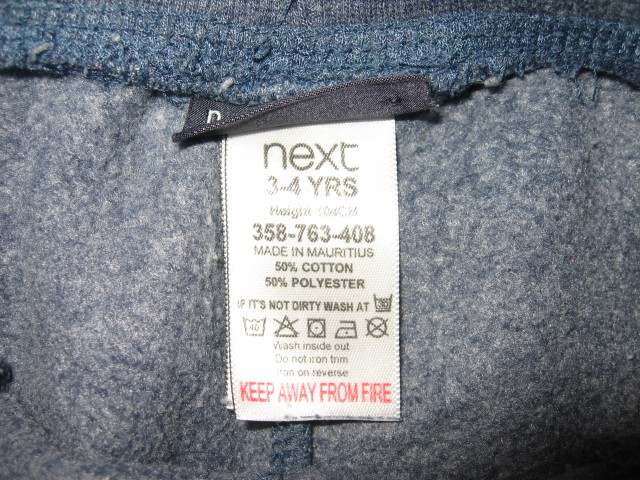 n
next
3-4 YRS
Height 104CM
358-763-408
MADE IN MAURITIUS
50% COTTON
50% POLYESTER
IF IT'S NOT DIRTY WASH AT 30
40
Wash inside out
Do not iron trim
Iron on reverse
KEEP AWAY FROM FIRE